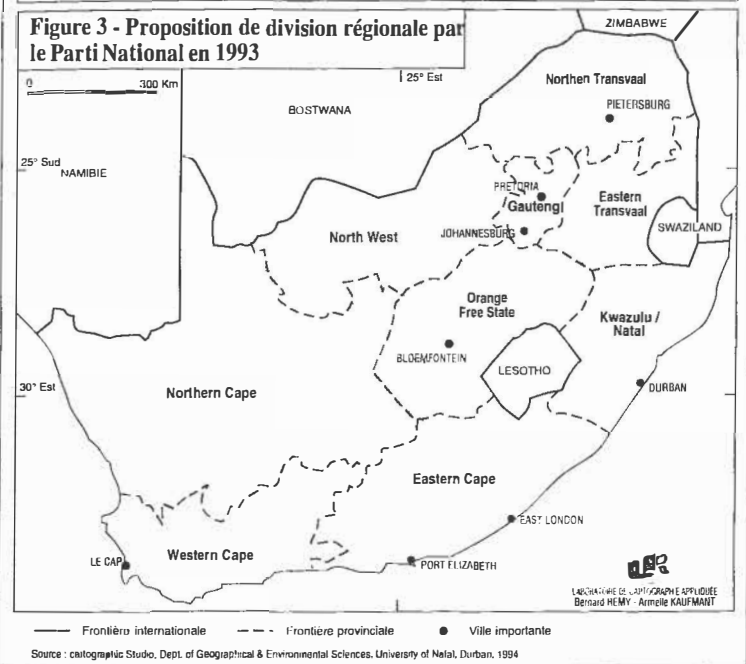 Figure 3 - Proposition de division régionale par
le Parti National en 1993
0 300 Km
25° Est
ZIMBABWE
Northen Transvaal
PIETERSBURG
BOSTWANA
25° Sud
NAMIBIE
PRETORIA
Gautengl
Eastern
Transvaal
SWAZILAND
JOHANNESBURG
North West
Orange
Free State
Kwazulu /
Natal
BLOEMFONTEIN
LESOTHO
DURBAN
30° Est
Northern Cape
Eastern Cape
EAST LONDON
Western Cape
LE CAP
PORT ELIZABETH
LABORATOIRE DE CARTOGRAPHIE APPLIQUÉE
Bernard REMY - Armelle KAUFMANT
Frontière internationale Frontière provinciale Ville importante
Source : cartographic Studio, Dept. of Geographical & Environmental Sciences, University of Natal, Durban, 1994